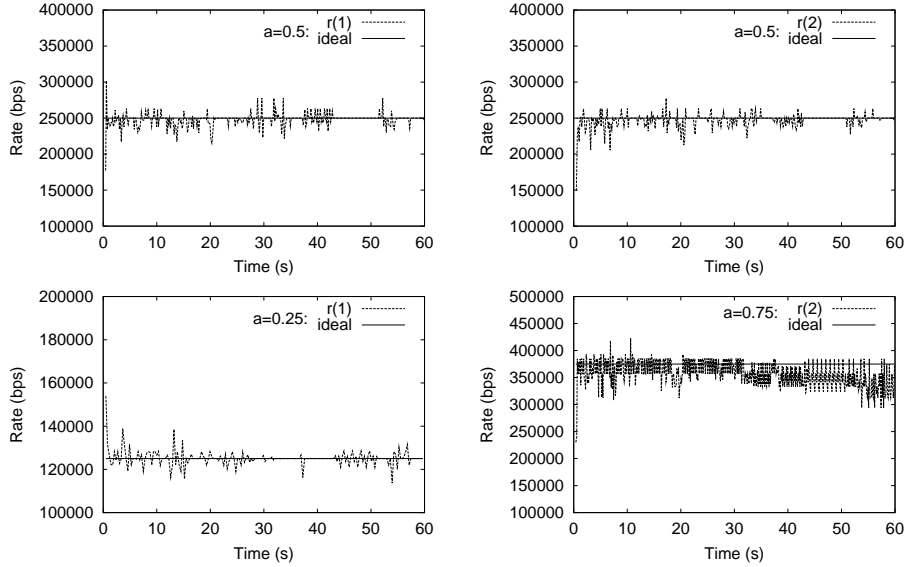 400000
350000
300000
250000
200000
150000
100000
Rate (bps)
0 10 20 30 40 50 60
Time (s)
a=0.5: r(1)
ideal
400000
350000
300000
250000
200000
150000
100000
Rate (bps)
0 10 20 30 40 50 60
Time (s)
a=0.5: r(2)
ideal
200000
180000
160000
140000
120000
100000
Rate (bps)
0 10 20 30 40 50 60
Time (s)
a=0.25: r(1)
ideal
500000
450000
400000
350000
300000
250000
200000
150000
100000
Rate (bps)
0 10 20 30 40 50 60
Time (s)
a=0.75: r(2)
ideal